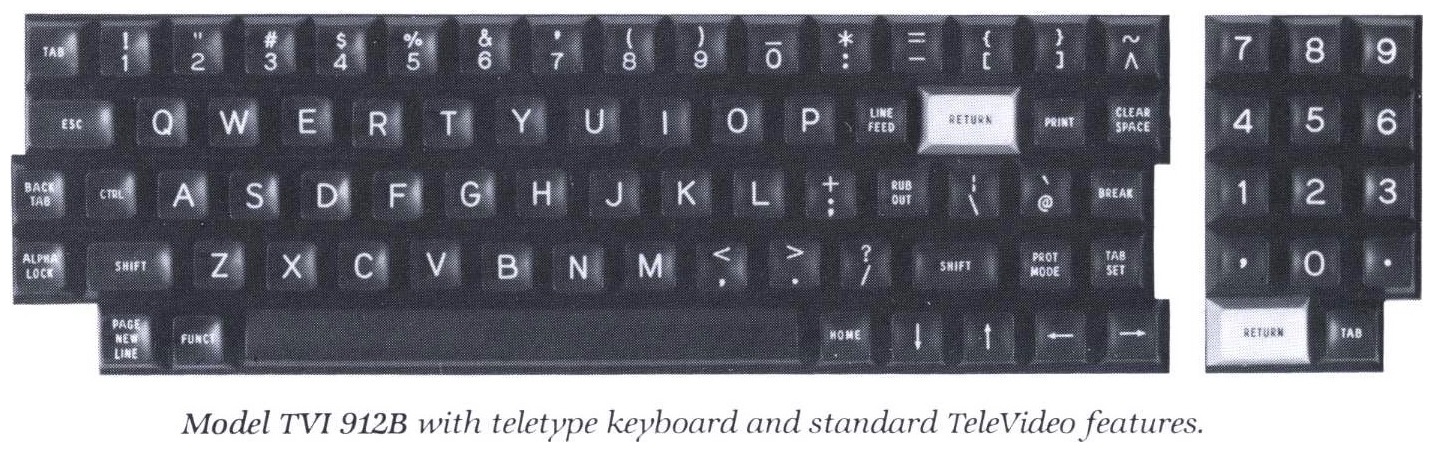 TAB ! 1 " 2 # 3 $ 4 % 5 & 6 ' 7 ( 8 ) 9 _ 0 * : = - { [ } ] ~ ^ 7 8 9
ESC Q W E R T Y U I O P LINE FEED RETURN PRINT CLEAR SPACE 4 5 6
BACK TAB CTRL A S D F G H J K L + ; RUB OUT ¦ \ ` @ BREAK 1 2 3
ALPHA LOCK SHIFT Z X C V B N M < , > . ? / SHIFT PROT MODE TAB SET , 0 .
PAGE NEW LINE FUNCT HOME ↓ ↑ ← → RETURN TAB
Model TVI 912B with teletype keyboard and standard TeleVideo features.